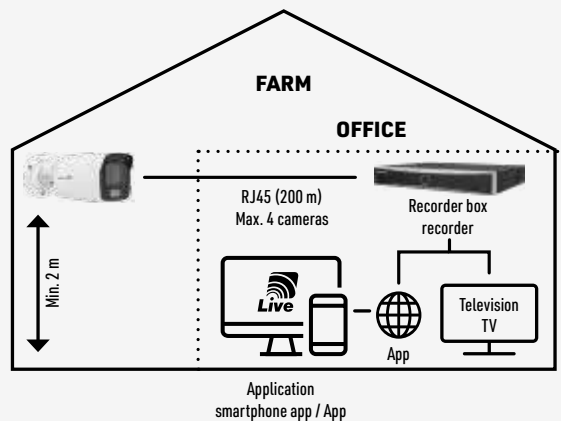 FARM
OFFICE
RJ45 (200 m)
Max. 4 cameras
Recorder box
recorder
Min. 2 m
Live
App
Television
TV
Application
smartphone app / App